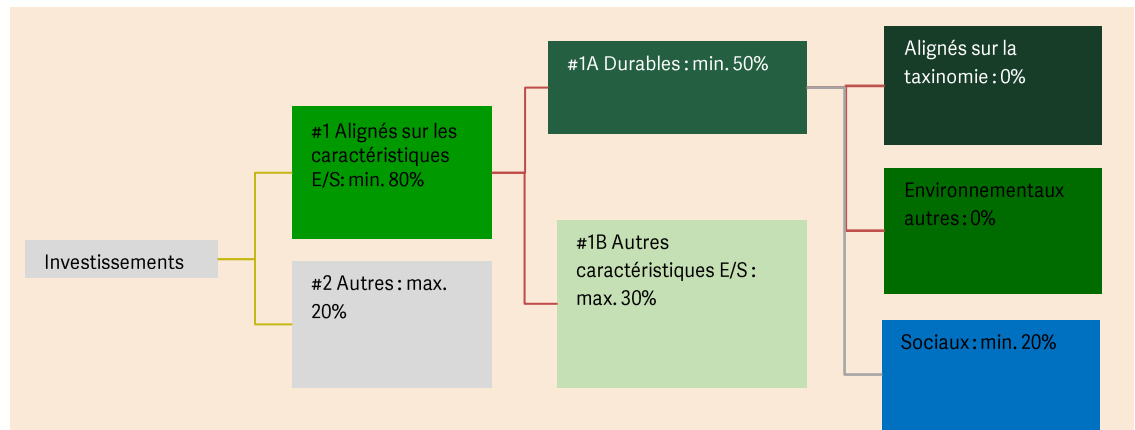 Investissements
#1 Alignés sur les
caractéristiques
E/S: min. 80%
#2 Autres : max.
20%
#1A Durables : min. 50%
#1B Autres
caractéristiques E/S :
max. 30%
Alignés sur la
taxinomie : 0%
Environnementaux
autres : 0%
Sociaux : min. 20%